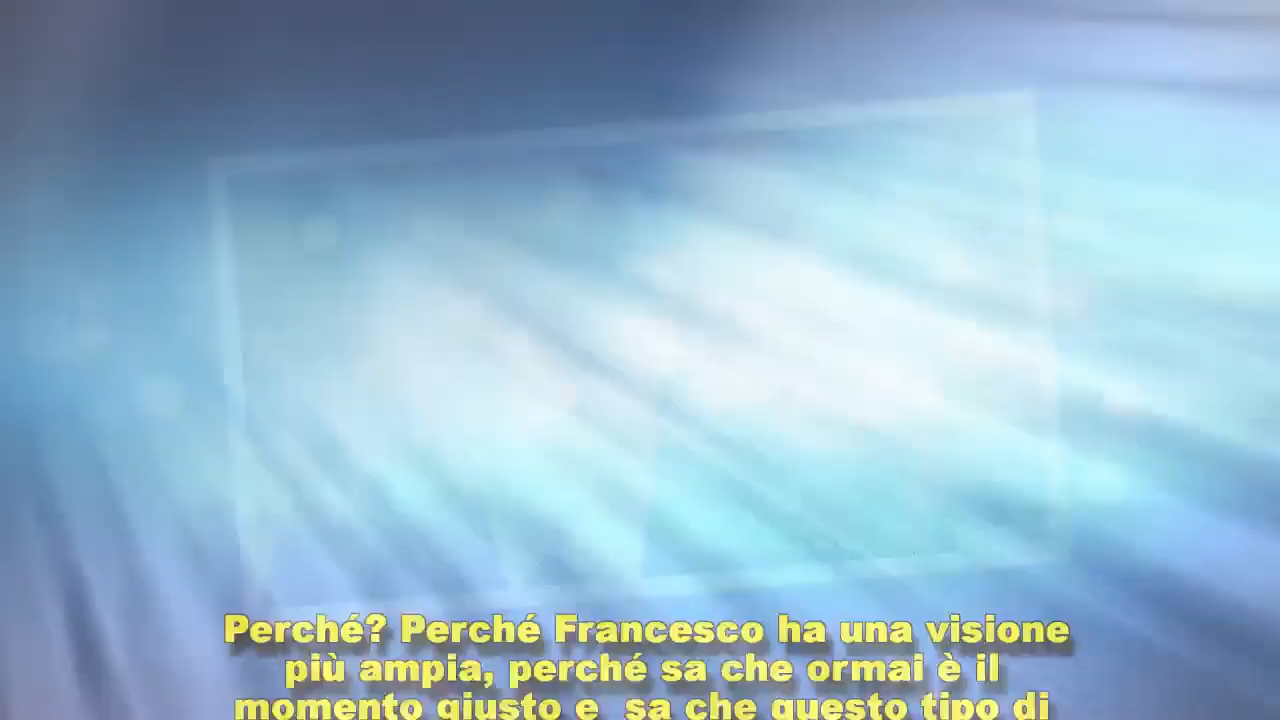 Perché? Perché Francesco ha una visione
più ampia, perché sa che ormai è il
momento giusto e  sa che questo tipo di